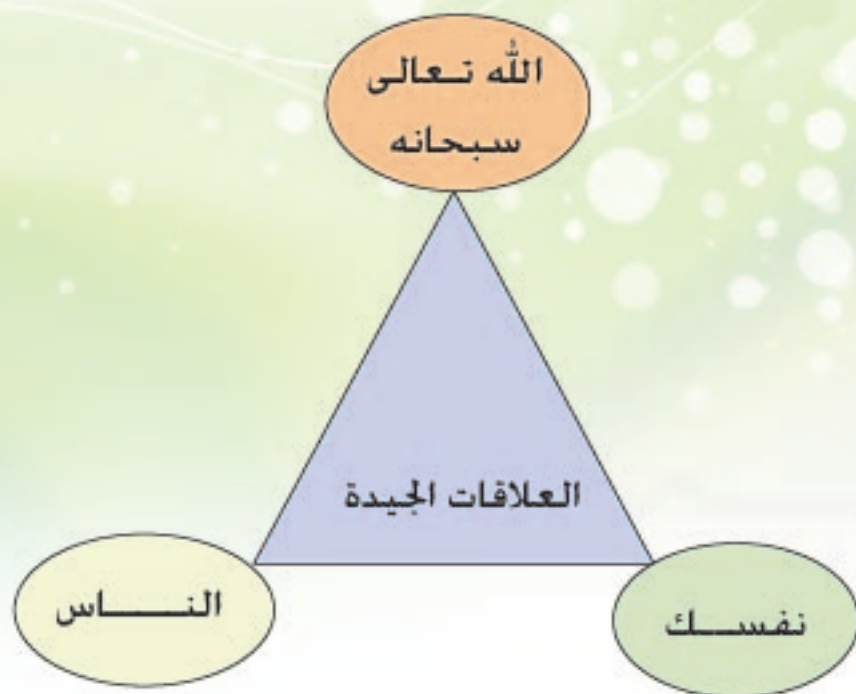 الله تعالى
سبحانه
العلاقات الجيدة
نفسك
الناس